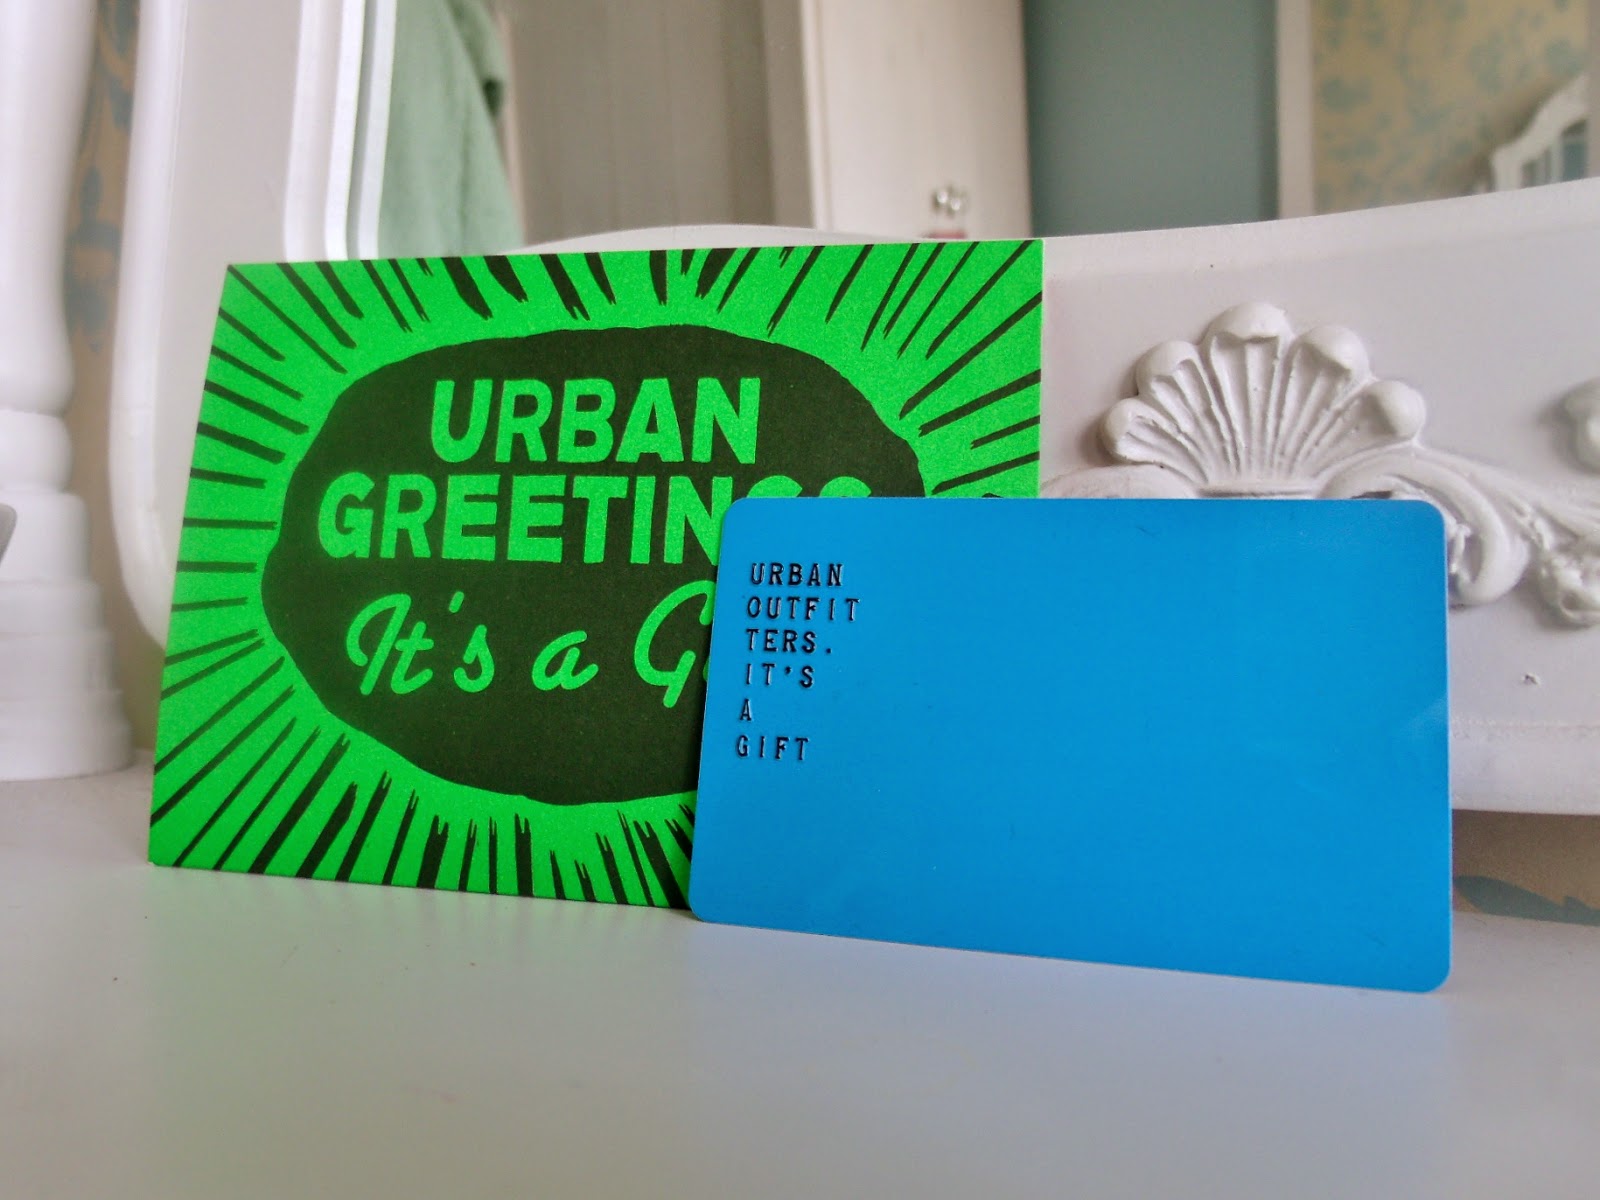 URBAN
GREETINGS
It's a G
URBAN
OUTFIT
TERS.
IT'S
A
GIFT